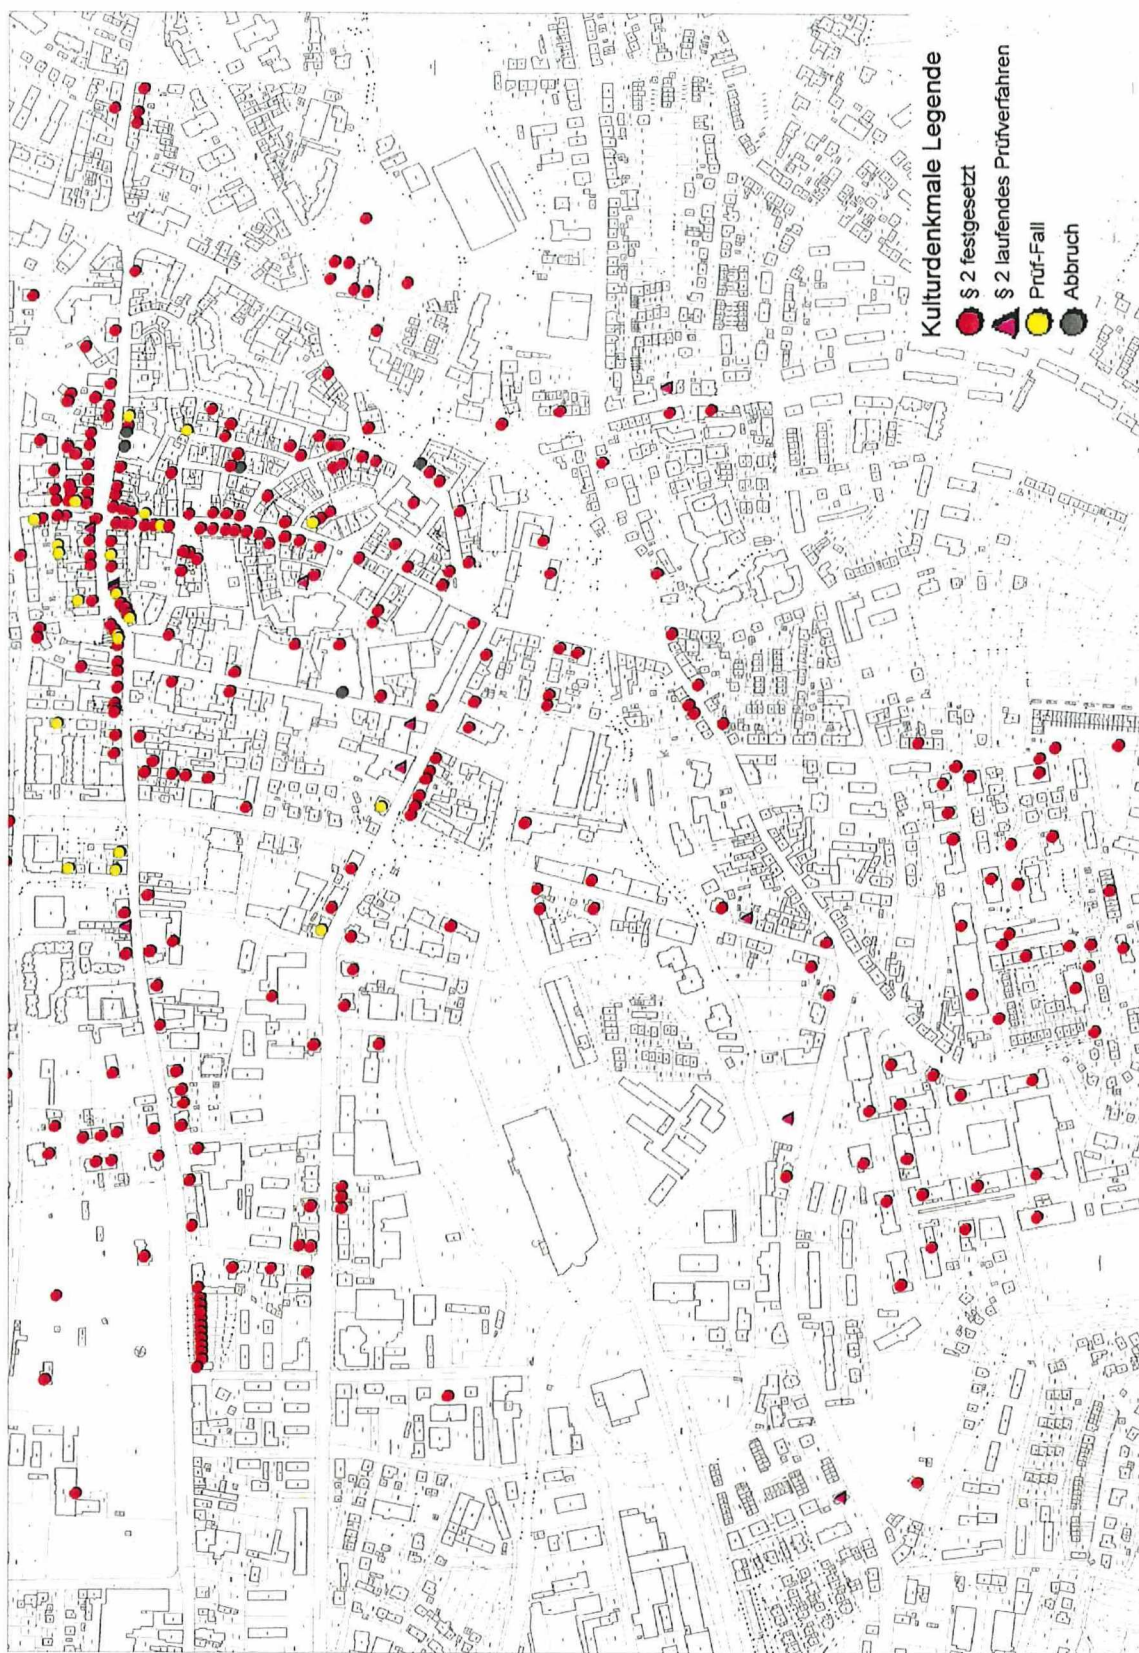 Kulturdenkmale Legende
§ 2 festgesetzt
§ 2 laufendes Prüfverfahren
Prüf-Fall
Abbruch